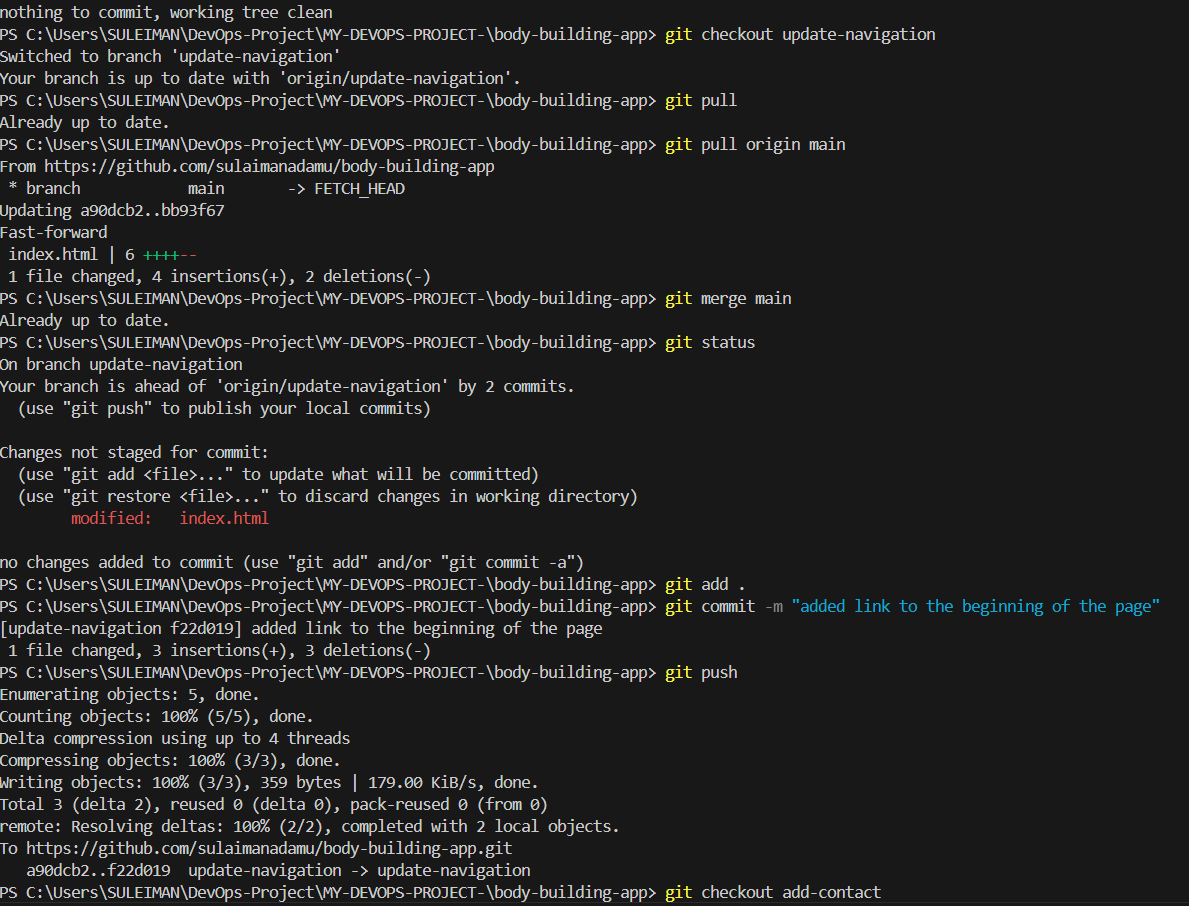 nothing to commit, working tree clean
PS C:\Users\SULEIMAN\DevOps-Project\MY-DEVOPS-PROJECT-\body-building-app> git checkout update-navigation
Switched to branch 'update-navigation'
Your branch is up to date with 'origin/update-navigation'.
PS C:\Users\SULEIMAN\DevOps-Project\MY-DEVOPS-PROJECT-\body-building-app> git pull
Already up to date.
PS C:\Users\SULEIMAN\DevOps-Project\MY-DEVOPS-PROJECT-\body-building-app> git pull origin main
From https://github.com/sulaimanadamu/body-building-app
 * branch            main       -> FETCH_HEAD
Updating a90dcb2..bb93f67
Fast-forward
 index.html | 6 ++++--
 1 file changed, 4 insertions(+), 2 deletions(-)
PS C:\Users\SULEIMAN\DevOps-Project\MY-DEVOPS-PROJECT-\body-building-app> git merge main
Already up to date.
PS C:\Users\SULEIMAN\DevOps-Project\MY-DEVOPS-PROJECT-\body-building-app> git status
On branch update-navigation
Your branch is ahead of 'origin/update-navigation' by 2 commits.
  (use "git push" to publish your local commits)

Changes not staged for commit:
  (use "git add <file>..." to update what will be committed)
  (use "git restore <file>..." to discard changes in working directory)
        modified:   index.html

no changes added to commit (use "git add" and/or "git commit -a")
PS C:\Users\SULEIMAN\DevOps-Project\MY-DEVOPS-PROJECT-\body-building-app> git add .
PS C:\Users\SULEIMAN\DevOps-Project\MY-DEVOPS-PROJECT-\body-building-app> git commit -m "added link to the beginning of the page"
[update-navigation f22d019] added link to the beginning of the page
 1 file changed, 3 insertions(+), 3 deletions(-)
PS C:\Users\SULEIMAN\DevOps-Project\MY-DEVOPS-PROJECT-\body-building-app> git push
Enumerating objects: 5, done.
Counting objects: 100% (5/5), done.
Delta compression using up to 4 threads
Compressing objects: 100% (3/3), done.
Writing objects: 100% (3/3), 359 bytes | 179.00 KiB/s, done.
Total 3 (delta 2), reused 0 (delta 0), pack-reused 0 (from 0)
remote: Resolving deltas: 100% (2/2), completed with 2 local objects.
To https://github.com/sulaimanadamu/body-building-app.git
   a90dcb2..f22d019  update-navigation -> update-navigation
PS C:\Users\SULEIMAN\DevOps-Project\MY-DEVOPS-PROJECT-\body-building-app> git checkout add-contact